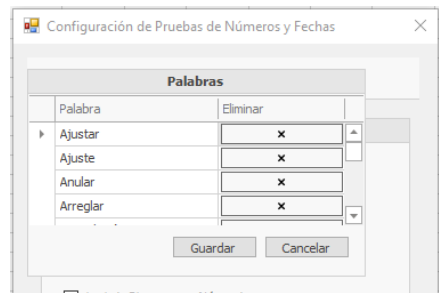 Configuración de Pruebas de Números y Fechas
Palabras
Palabra Eliminar
Ajustar ×
Ajuste ×
Anular ×
Arreglar ×
Guardar Cancelar